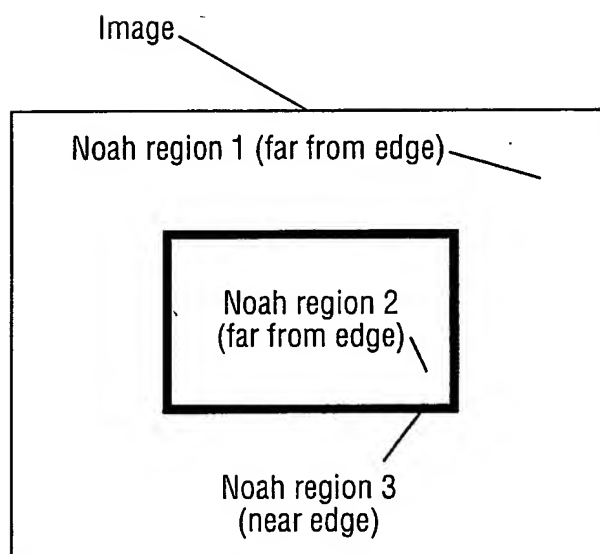 Image
Noah region 1 (far from edge)
Noah region 2
(far from edge)
Noah region 3
(near edge)